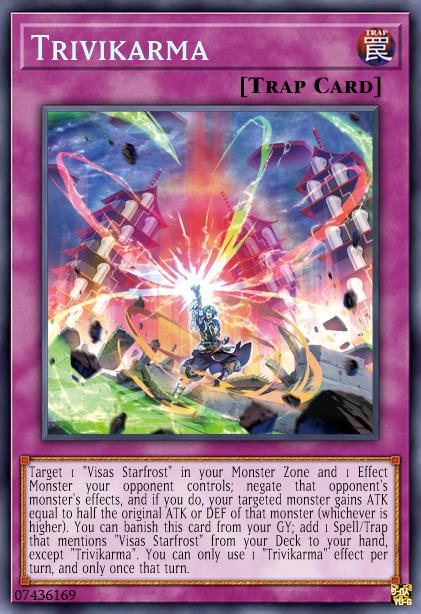 TRIVIKARMA
TRAP
罠
[TRAP CARD]
Target 1 "Visas Starfrost" in your Monster Zone and 1 Effect
Monster your opponent controls; negate that opponent's
monster's effects, and if you do, your targeted monster gains ATK
equal to half the original ATK or DEF of that monster (whichever is
higher). You can banish this card from your GY; add 1 Spell/Trap
that mentions "Visas Starfrost" from your Deck to your hand,
except "Trivikarma". You can only use 1 "Trivikarma" effect per
turn, and only once that turn.
07436169